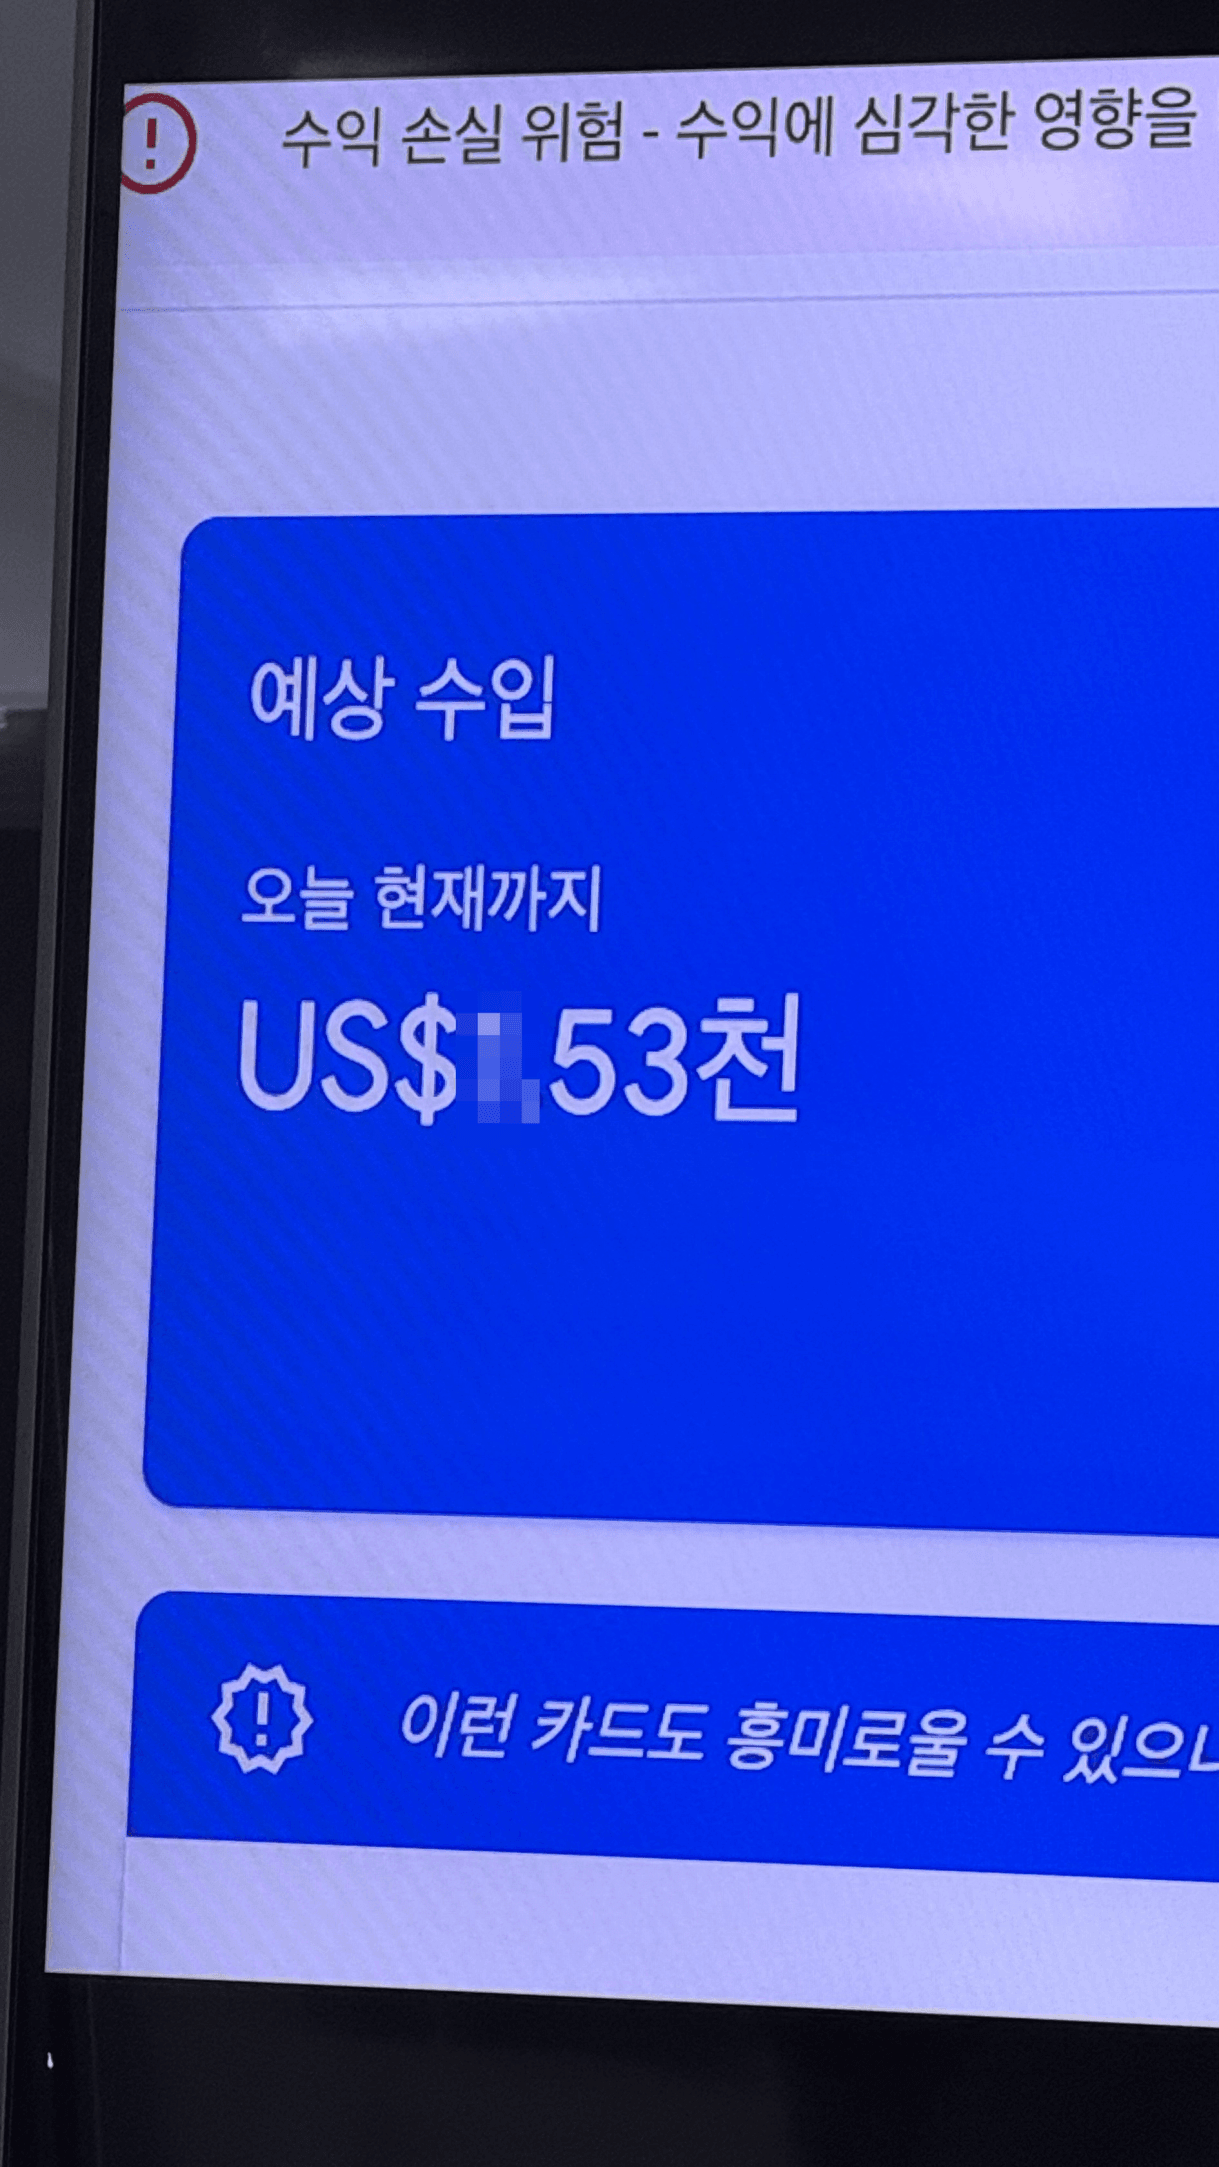 수익 손실 위험 - 수익에 심각한 영향을
예상 수입
오늘 현재까지
US$ 53천
이런 카드도 흥미로울 수 있으